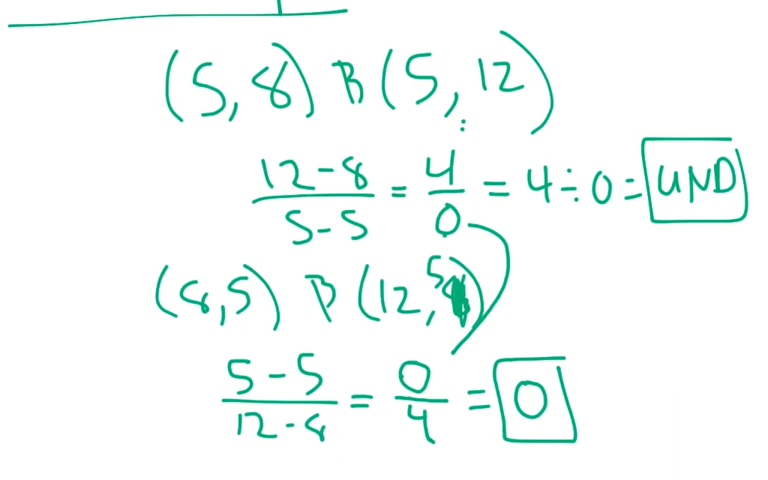 (5, 8) B (5, 12)
12 - 8 / 5 - 5 = 4 / 0 = 4 ÷ 0 = UND
(8, 5) B (12, 5)
5 - 5 / 12 - 8 = 0 / 4 = 0